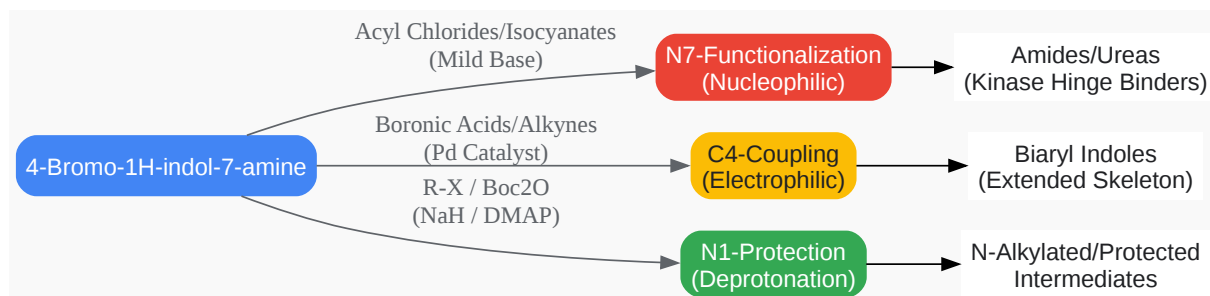 4-Bromo-1H-indol-7-amine
Acyl Chlorides/Isocyanates
(Mild Base)
N7-Functionalization
(Nucleophilic)
Amides/Ureas
(Kinase Hinge Binders)
Boronic Acids/Alkynes
(Pd Catalyst)
C4-Coupling
(Electrophilic)
Biaryl Indoles
(Extended Skeleton)
R-X / Boc2O
(NaH / DMAP)
N1-Protection
(Deprotonation)
N-Alkylated/Protected
Intermediates